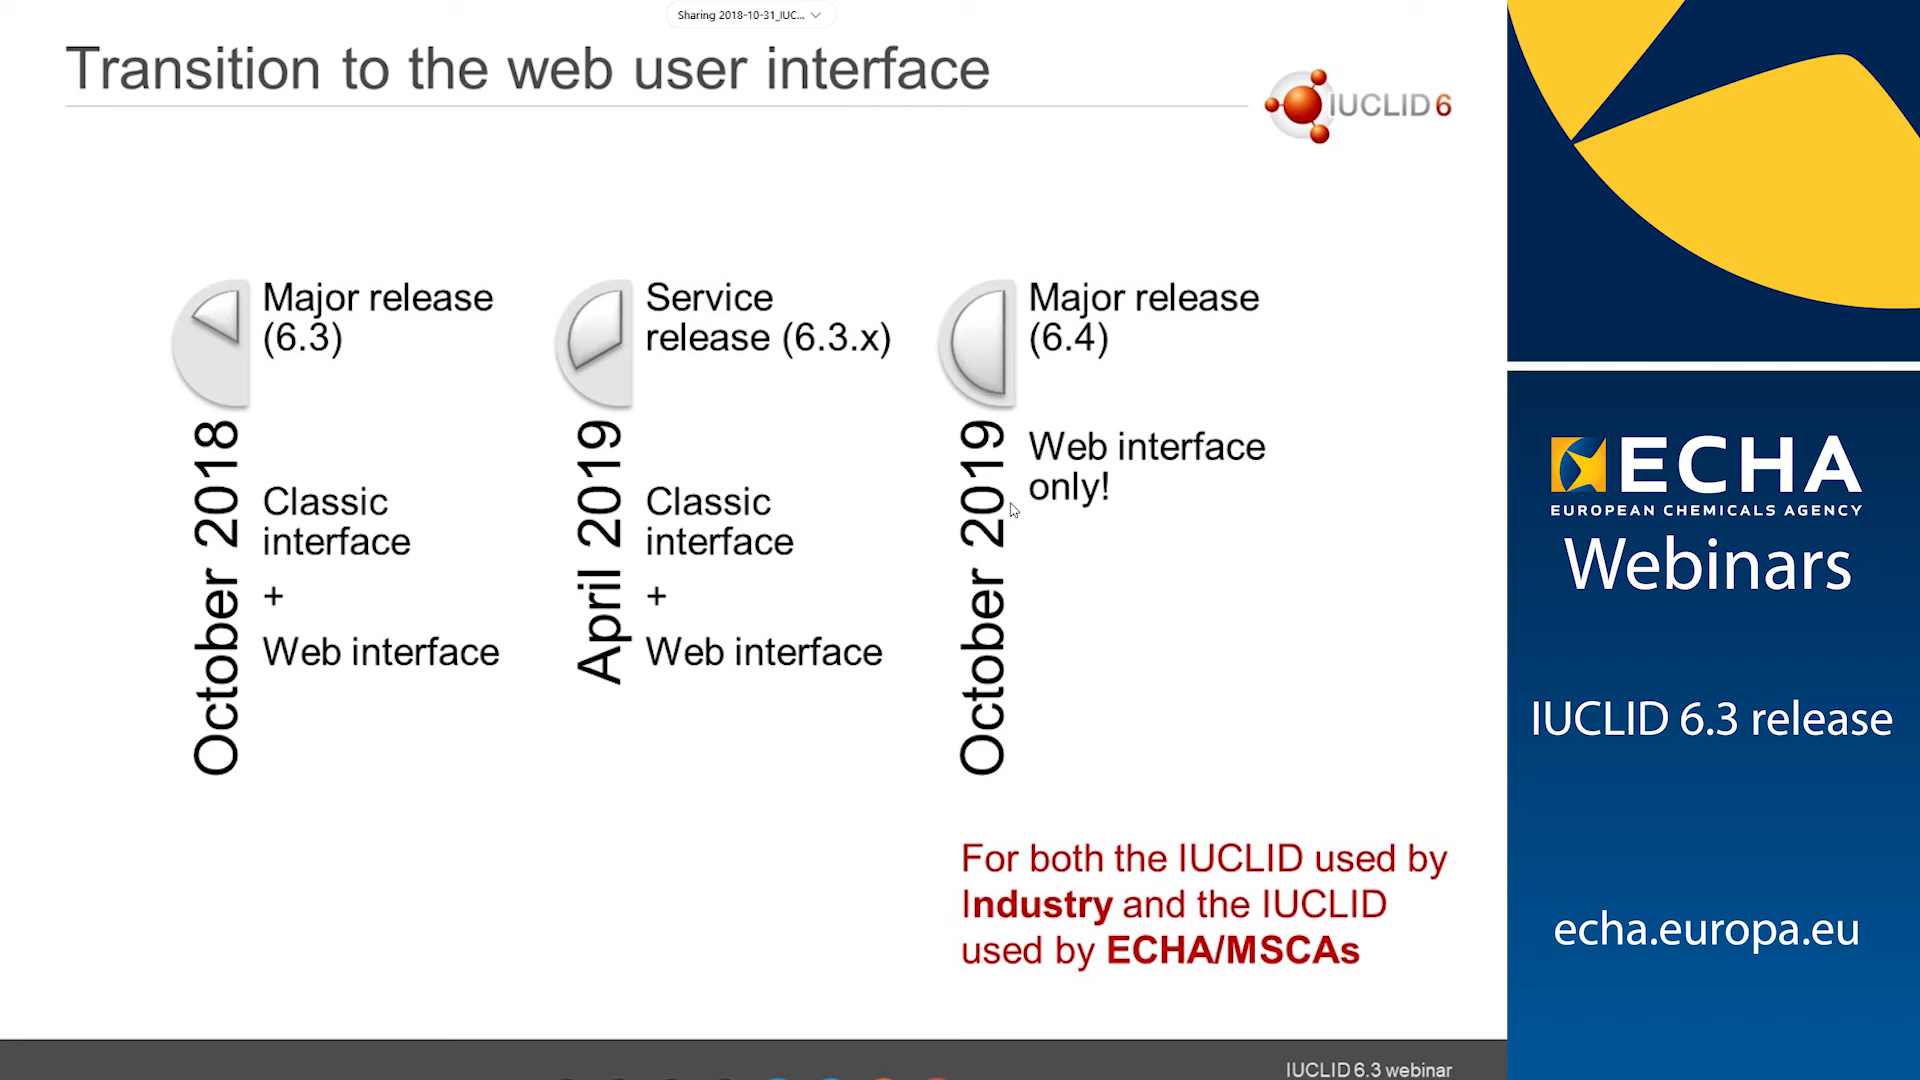 Sharing 2018-10-31_IUC...
Transition to the web user interface
IUCLID 6
October 2018
Major release
(6.3)
Classic
interface
+
Web interface
April 2019
Service
release (6.3.x)
Classic
interface
+
Web interface
October 2019
Major release
(6.4)
Web interface
only!
For both the IUCLID used by
Industry and the IUCLID
used by ECHA/MSCAs
IUCLID 6.3 webinar
ECHA
EUROPEAN CHEMICALS AGENCY
Webinars
IUCLID 6.3 release
echa.europa.eu